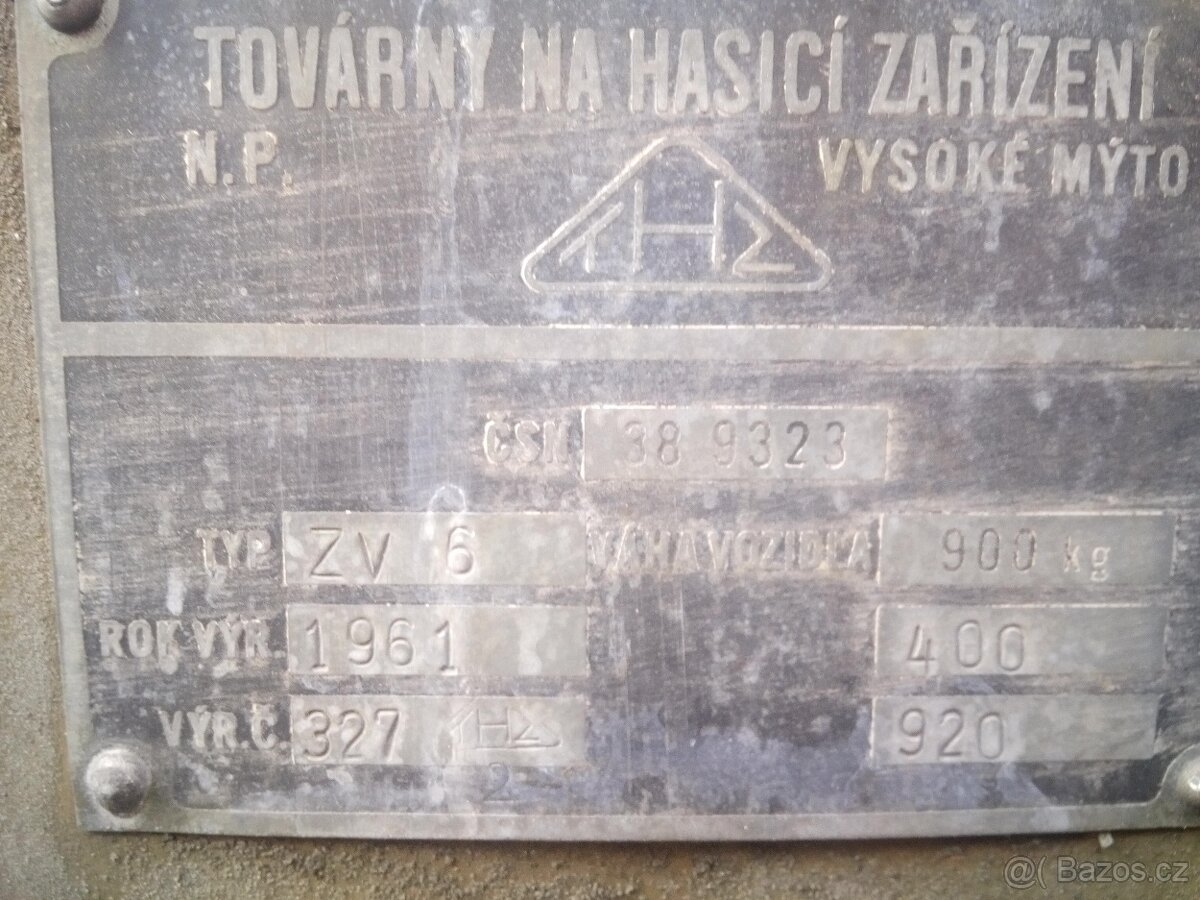 TOVÁRNY NA HASICÍ ZAŘÍZENÍ
N.P. THZ VYSOKÉ MÝTO
ČSN 38 9323
TYP ZV 6 VÁHA VOZIDLA 900 kg
ROK VÝR. 1961 400
VÝR.Č. 327 THZ 920
2
Bazos.cz